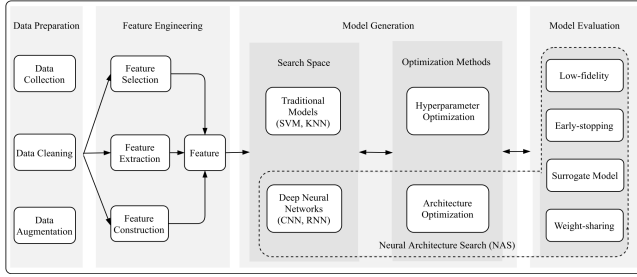 Data Preparation
Feature Engineering
Model Generation
Model Evaluation
Data
Collection
Data Cleaning
Data
Augmentation
Feature
Selection
Feature
Extraction
Feature
Construction
Feature
Search Space
Traditional
Models
(SVM, KNN)
Deep Neural
Networks
(CNN, RNN)
Optimization Methods
Hyperparameter
Optimization
Architecture
Optimization
Neural Architecture Search (NAS)
Low-fidelity
Early-stopping
Surrogate Model
Weight-sharing